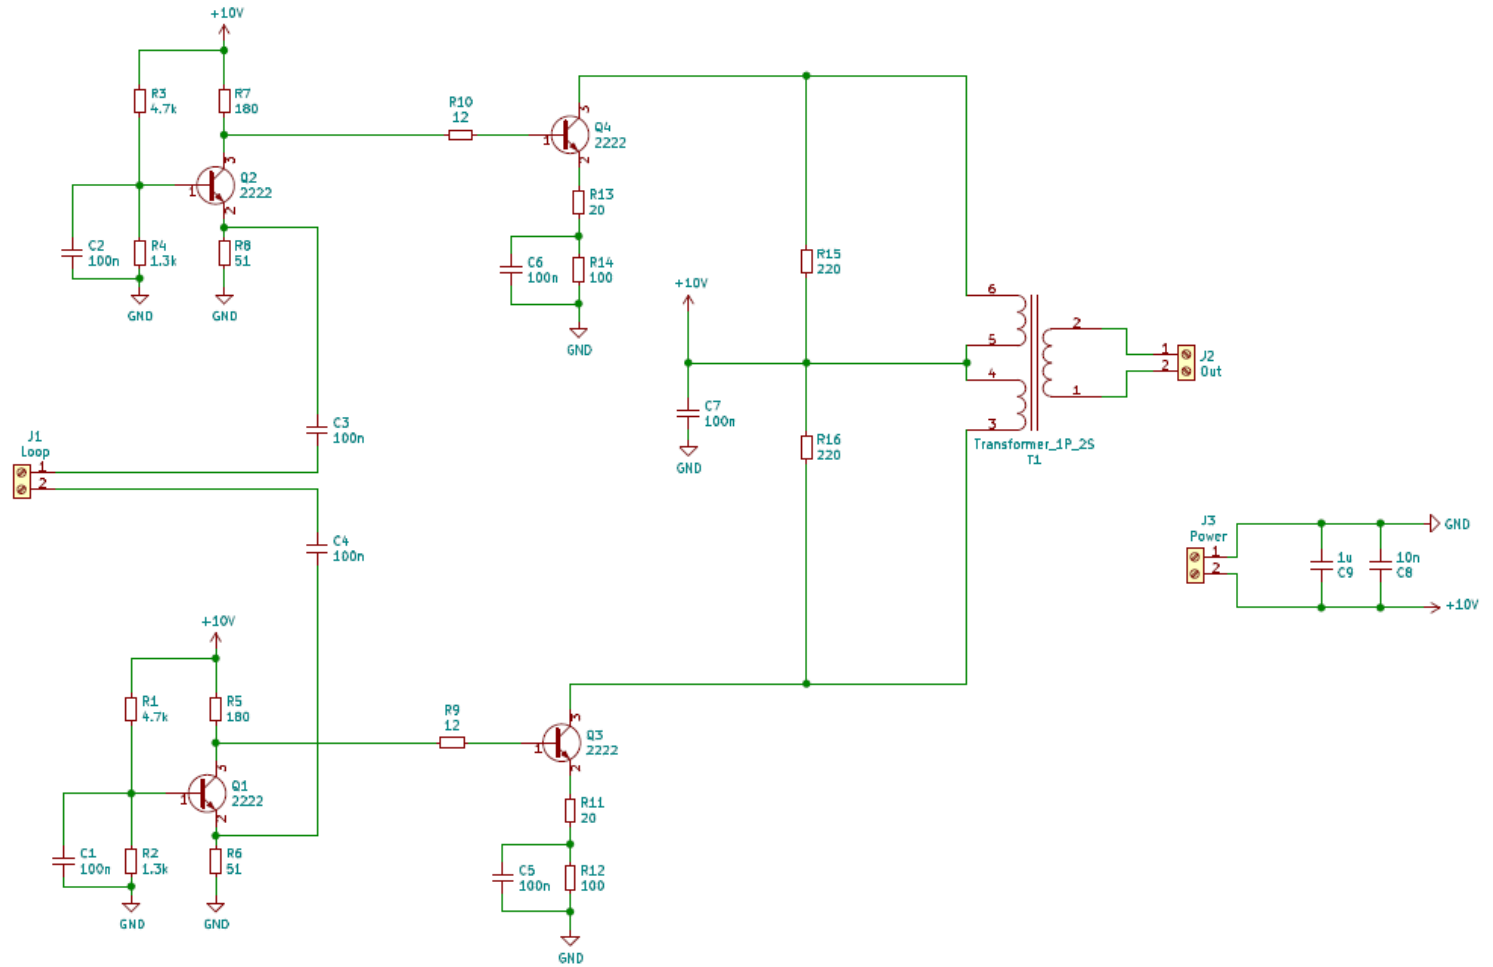 +10V
R3
4.7k
R7
180
3
Q2
2222
1
2
C2
100n
R4
1.3k
R8
51
GND
GND
R10
12
3
Q4
2222
1
2
R13
20
C6
100n
R14
100
GND
R15
220
+10V
C7
100n
GND
R16
220
6
5
4
3
2
1
Transformer_1P_2S
T1
1
2
J2
Out
C3
100n
J1
Loop
1
2
C4
100n
J3
Power
1
2
1u
C9
10n
C8
GND
+10V
+10V
R1
4.7k
R5
180
3
Q1
2222
1
2
C1
100n
R2
1.3k
R6
51
GND
GND
R9
12
3
Q3
2222
1
2
R11
20
C5
100n
R12
100
GND